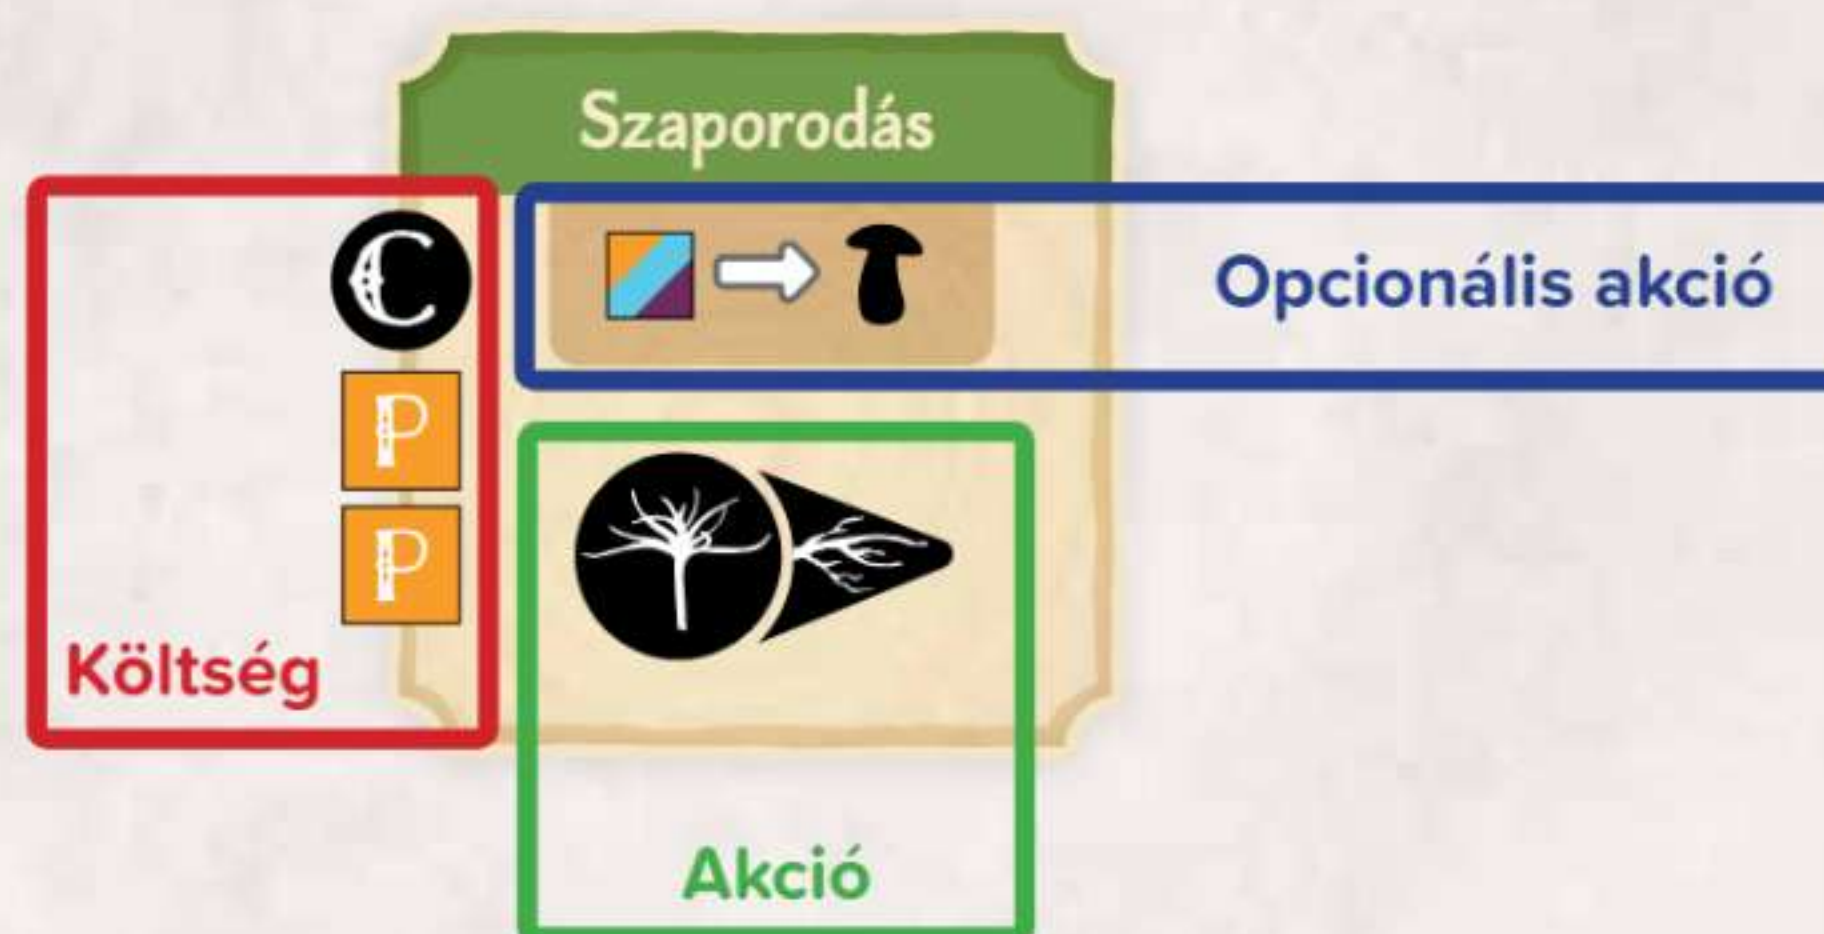 Szaporodás
C
P
P
Költség
Opcionális akció
Akció